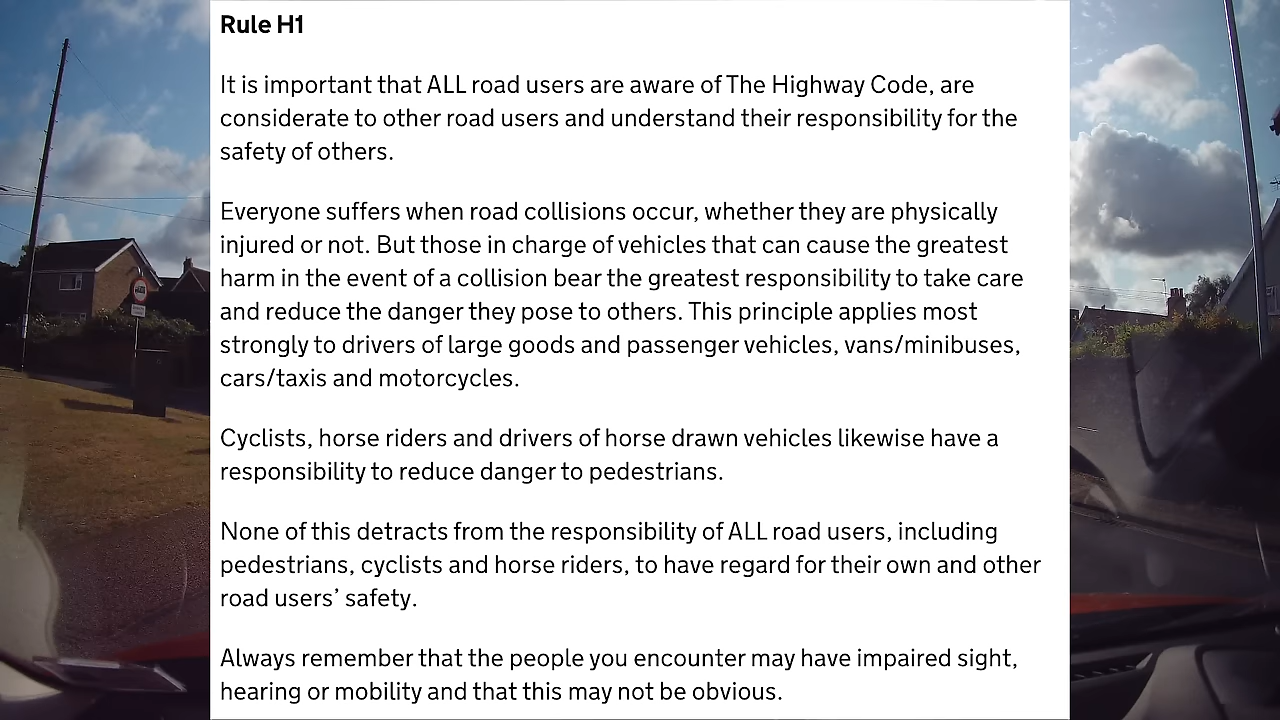 Rule H1
It is important that ALL road users are aware of The Highway Code, are
considerate to other road users and understand their responsibility for the
safety of others.
Everyone suffers when road collisions occur, whether they are physically
injured or not. But those in charge of vehicles that can cause the greatest
harm in the event of a collision bear the greatest responsibility to take care
and reduce the danger they pose to others. This principle applies most
strongly to drivers of large goods and passenger vehicles, vans/minibuses,
cars/taxis and motorcycles.
Cyclists, horse riders and drivers of horse drawn vehicles likewise have a
responsibility to reduce danger to pedestrians.
None of this detracts from the responsibility of ALL road users, including
pedestrians, cyclists and horse riders, to have regard for their own and other
road users’ safety.
Always remember that the people you encounter may have impaired sight,
hearing or mobility and that this may not be obvious.